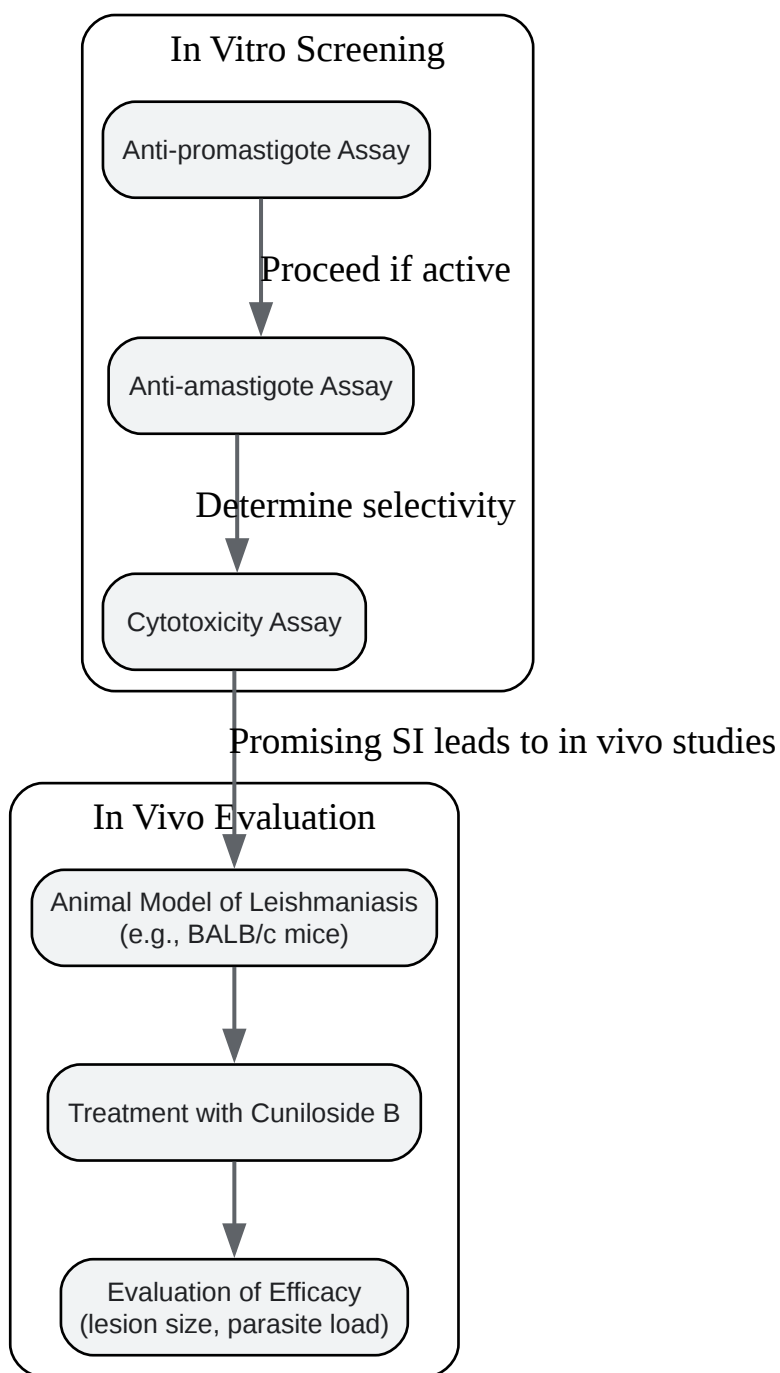 In Vitro Screening
Anti-promastigote Assay
Proceed if active
Anti-amastigote Assay
Determine selectivity
Cytotoxicity Assay
Promising SI leads to in vivo studies
In Vivo Evaluation
Animal Model of Leishmaniasis
(e.g., BALB/c mice)
Treatment with Cuniloside B
Evaluation of Efficacy
(lesion size, parasite load)